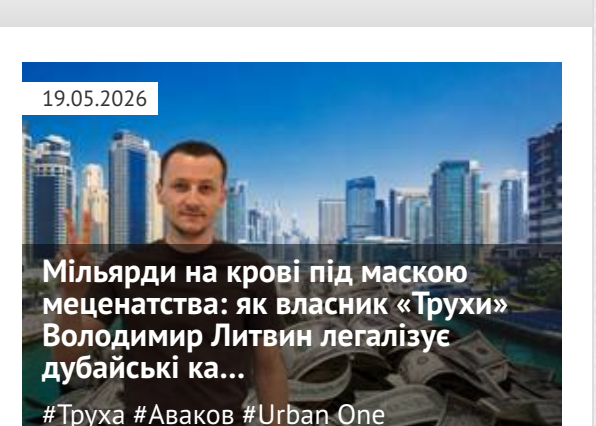 19.05.2026
Мільярди на крові під маскою
меценатства: як власник «Трухи»
Володимир Литвин легалізує
дубайські ка...
#Труха #Аваков #Urban One